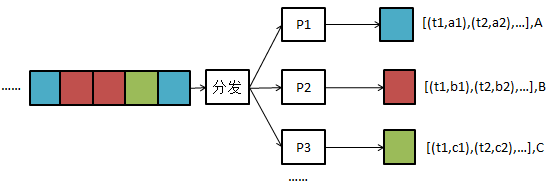 P1
[(t1,a1),(t2,a2),…],A
……
分发
P2
[(t1,b1),(t2,b2),…],B
P3
[(t1,c1),(t2,c2),…],C
……